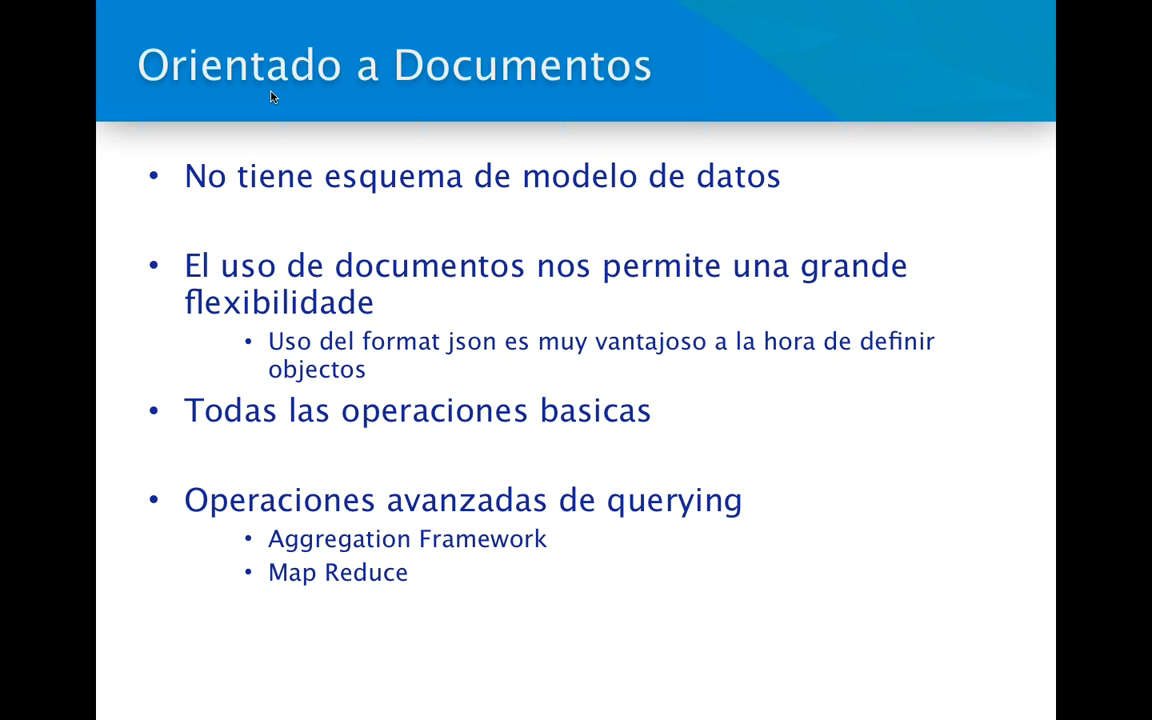 Orientado a Documentos
• No tiene esquema de modelo de datos
• El uso de documentos nos permite una grande
flexibilidade
• Uso del format json es muy vantajoso a la hora de definir
objectos
• Todas las operaciones basicas
• Operaciones avanzadas de querying
• Aggregation Framework
• Map Reduce